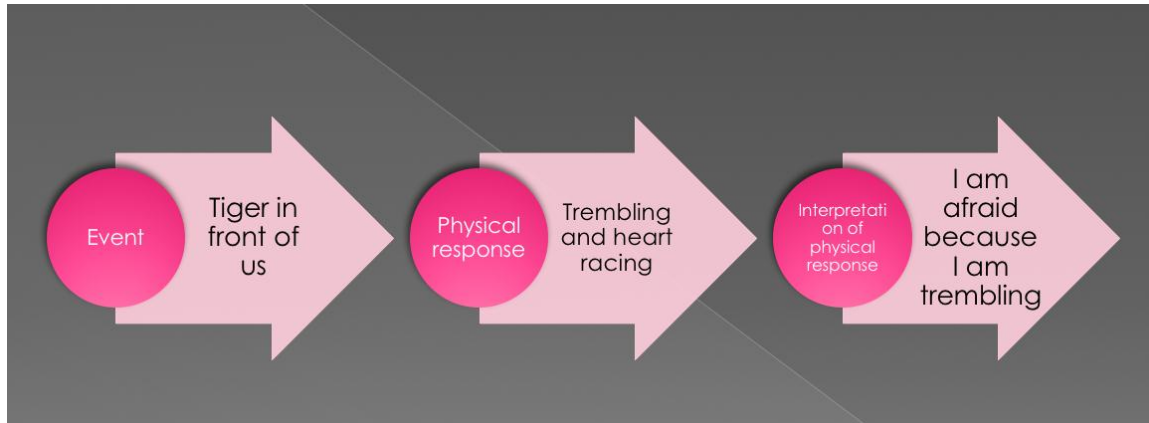 Event
Tiger in
front of
us
Physical
response
Trembling
and heart
racing
Interpretati
on of
physical
response
I am
afraid
because
I am
trembling